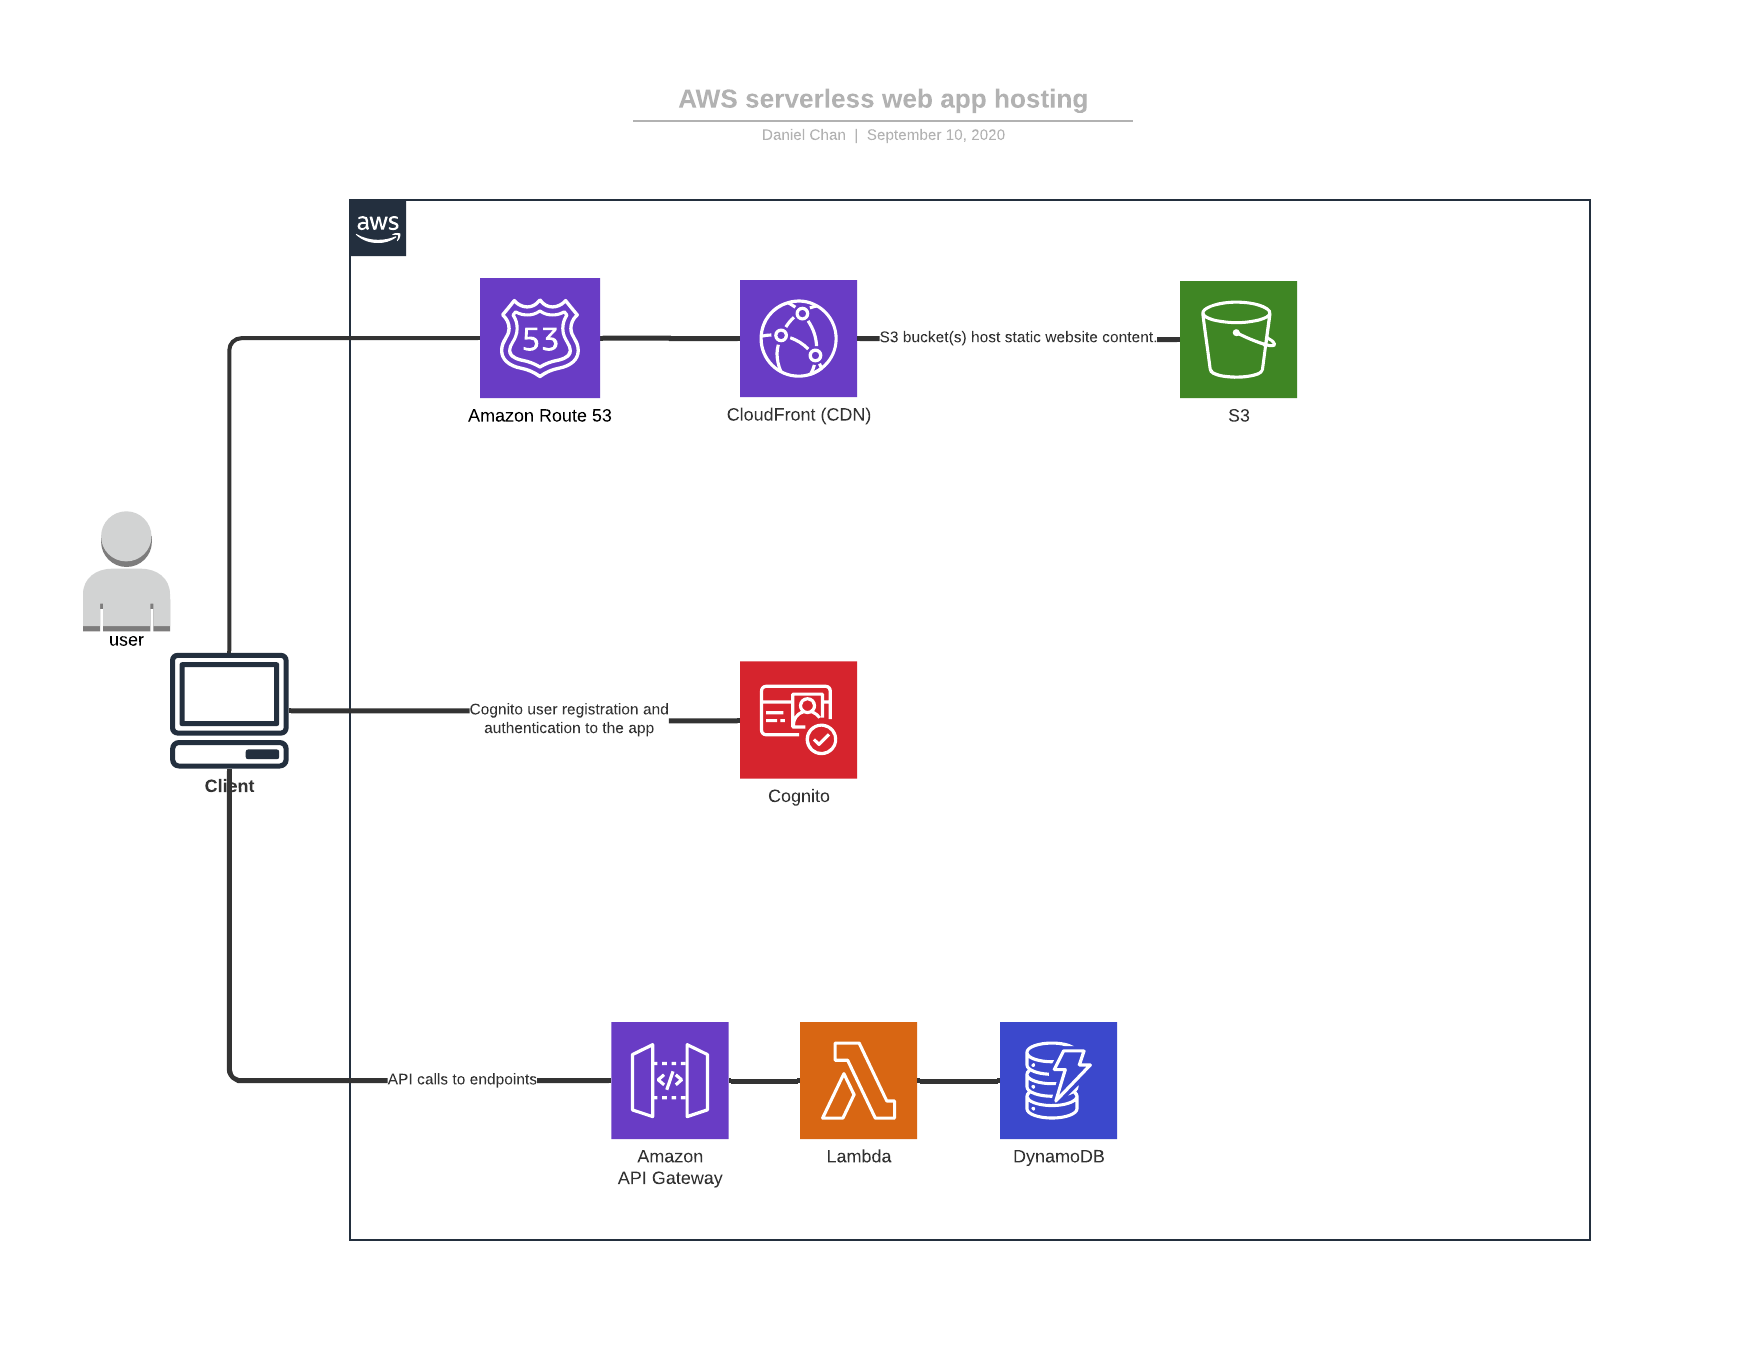 AWS serverless web app hosting
Daniel Chan | September 10, 2020
aws
53
Amazon Route 53
CloudFront (CDN)
S3 bucket(s) host static website content.
S3
user
Client
Cognito user registration and
authentication to the app
Cognito
API calls to endpoints
</>
Amazon
API Gateway
Lambda
DynamoDB